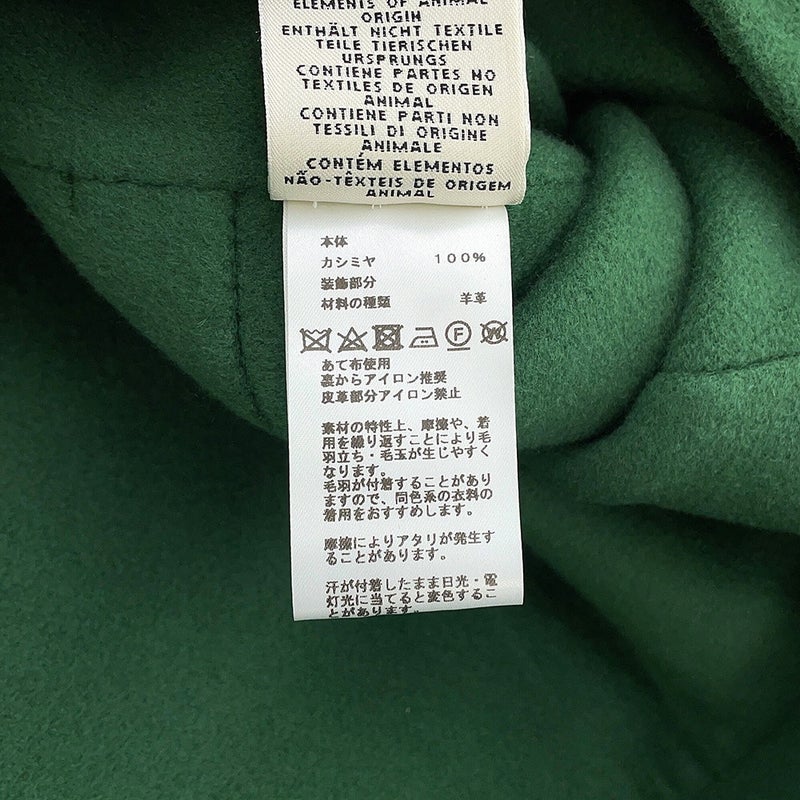 ELEMENTS OF ANIMAL
ORIGIN
ENTHÄLT NICHT TEXTILE
TEILE TIERISCHEN
URSPRUNGS
CONTIENE PARTES NO
TEXTILES DE ORIGEN
ANIMAL
CONTIENE PARTI NON
TESSILI DI ORIGINE
ANIMALE
CONTÉM ELEMENTOS
NÃO-TÊXTEIS DE ORIGEM
ANIMAL
本体
カシミヤ 100%
装飾部分
材料の種類 羊革
F W
あて布使用
裏からアイロン推奨
皮革部分アイロン禁止
素材の特性上、摩擦や、着
用を繰り返すことにより毛
羽立ち・毛玉が生じやすく
なります。
毛羽が付着することがあり
ますので、同色系の衣料の
着用をおすすめします。
摩擦によりアタリが発生す
ることがあります。
汗が付着したまま日光・電
灯光に当てると変色するこ
とがあります。